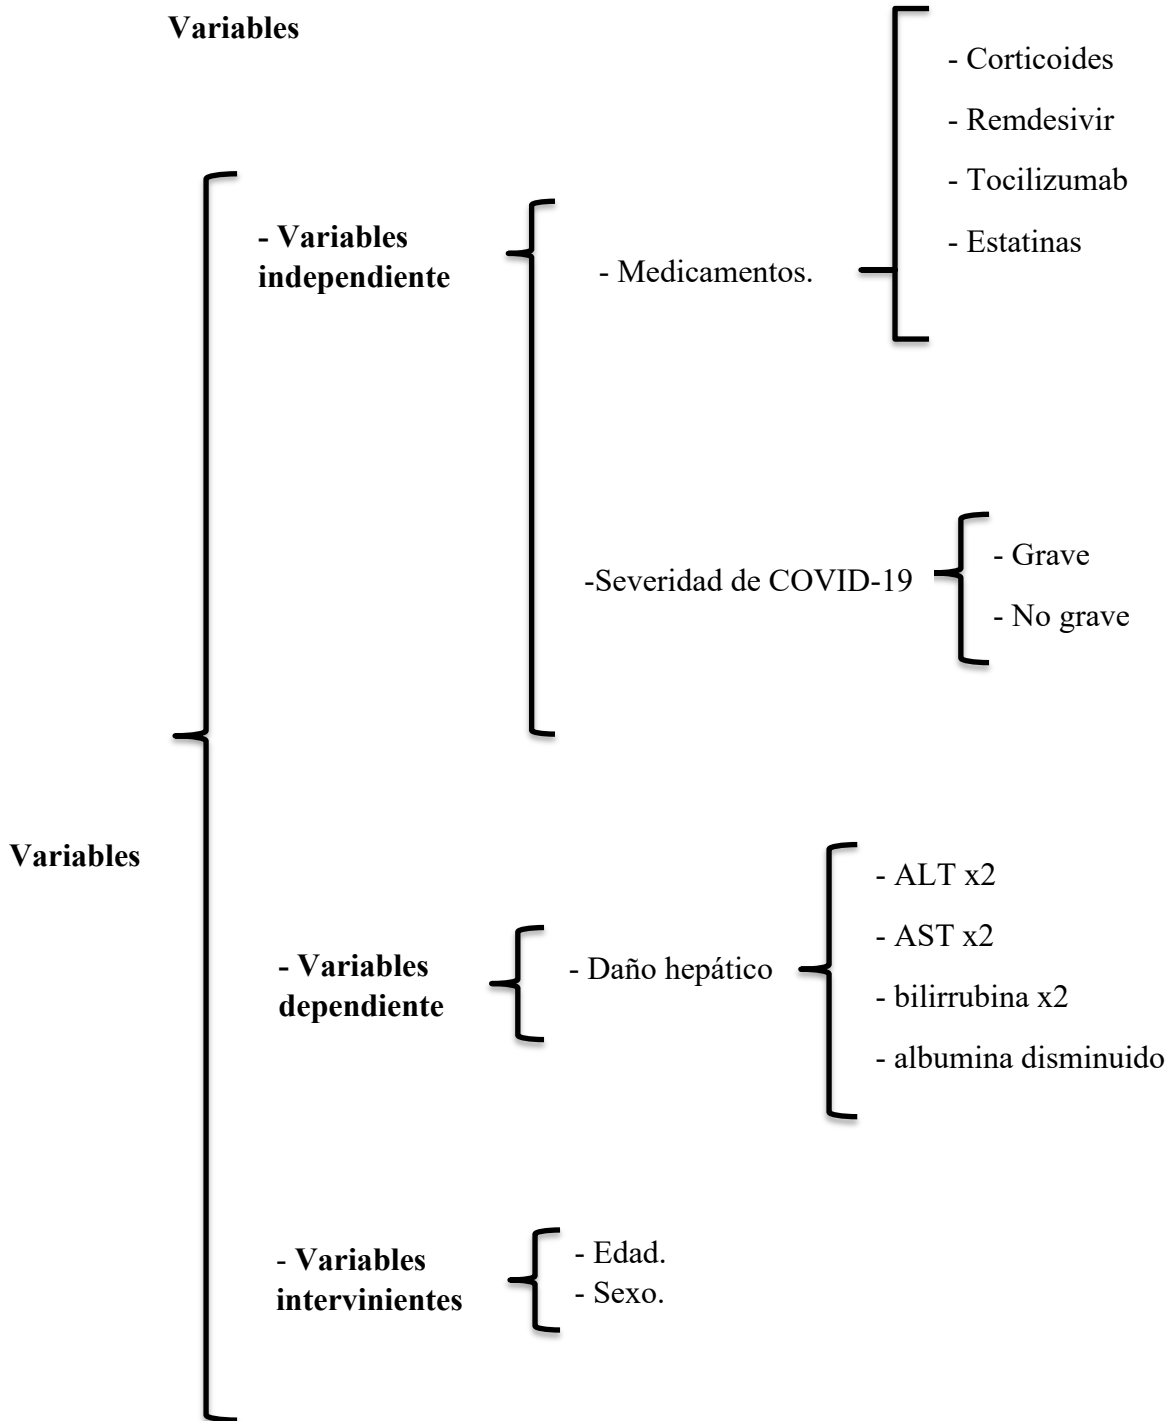 Variables
Variables
- Variables
independiente
- Medicamentos.
- Corticoides
- Remdesivir
- Tocilizumab
- Estatinas
-Severidad de COVID-19
- Grave
- No grave
- Variables
dependiente
- Daño hepático
- ALT x2
- AST x2
- bilirrubina x2
- albumina disminuido
- Variables
intervinientes
- Edad.
- Sexo.